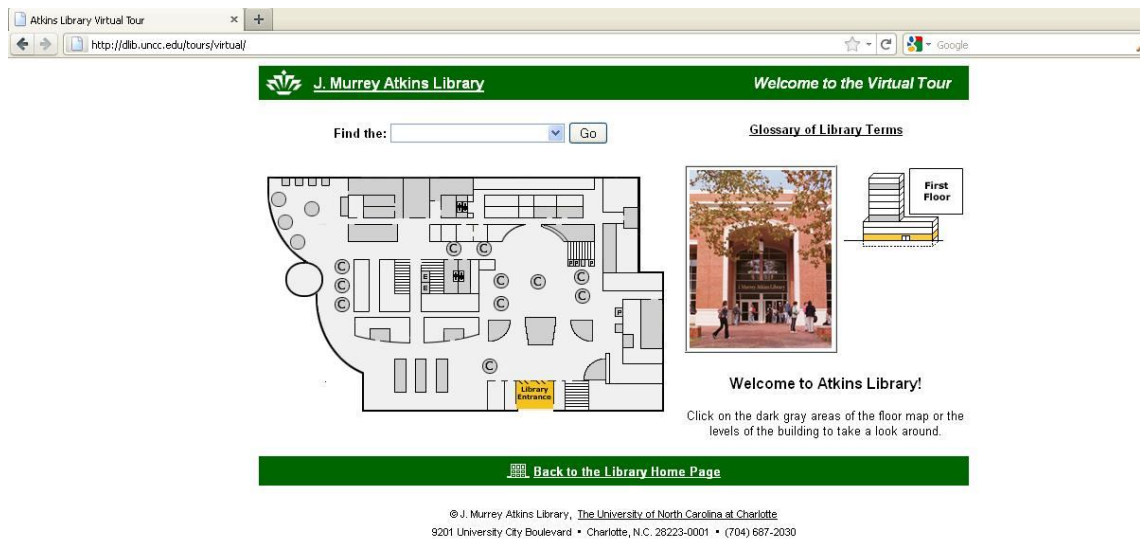 Atkins Library Virtual Tour
http://dlib.uncc.edu/tours/virtual/
Google
J. Murrey Atkins Library
Welcome to the Virtual Tour
Find the:
Go
Glossary of Library Terms
First
Floor
C C
C
C
C
C C C
C C
C
E
E
P P P
P
J. Murrey Atkins Library
Library
Entrance
Welcome to Atkins Library!
Click on the dark gray areas of the floor map or the
levels of the building to take a look around.
Back to the Library Home Page
© J. Murrey Atkins Library, The University of North Carolina at Charlotte
9201 University City Boulevard • Charlotte, N.C. 28223-0001 • (704) 687-2030